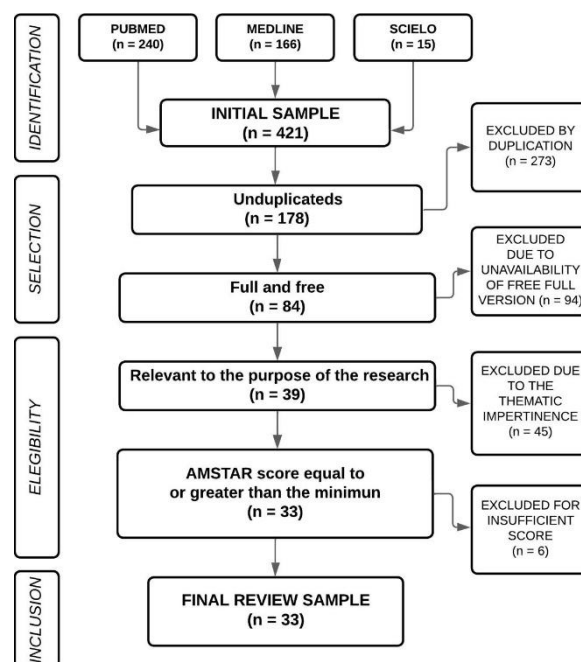 IDENTIFICATION
PUBMED
(n = 240)
MEDLINE
(n = 166)
SCIELO
(n = 15)
INITIAL SAMPLE
(n = 421)
EXCLUDED BY
DUPLICATION
(n = 273)
SELECTION
Unduplicateds
(n = 178)
EXCLUDED
DUE TO
UNAVAILABILITY
OF FREE FULL
VERSION (n = 94)
Full and free
(n = 84)
ELEGIBILITY
Relevant to the purpose of the research
(n = 39)
EXCLUDED DUE
TO THE
THEMATIC
IMPERTINENCE
(n = 45)
AMSTAR score equal to
or greater than the minimun
(n = 33)
EXCLUDED FOR
INSUFFICIENT
SCORE
(n = 6)
INCLUSION
FINAL REVIEW SAMPLE
(n = 33)